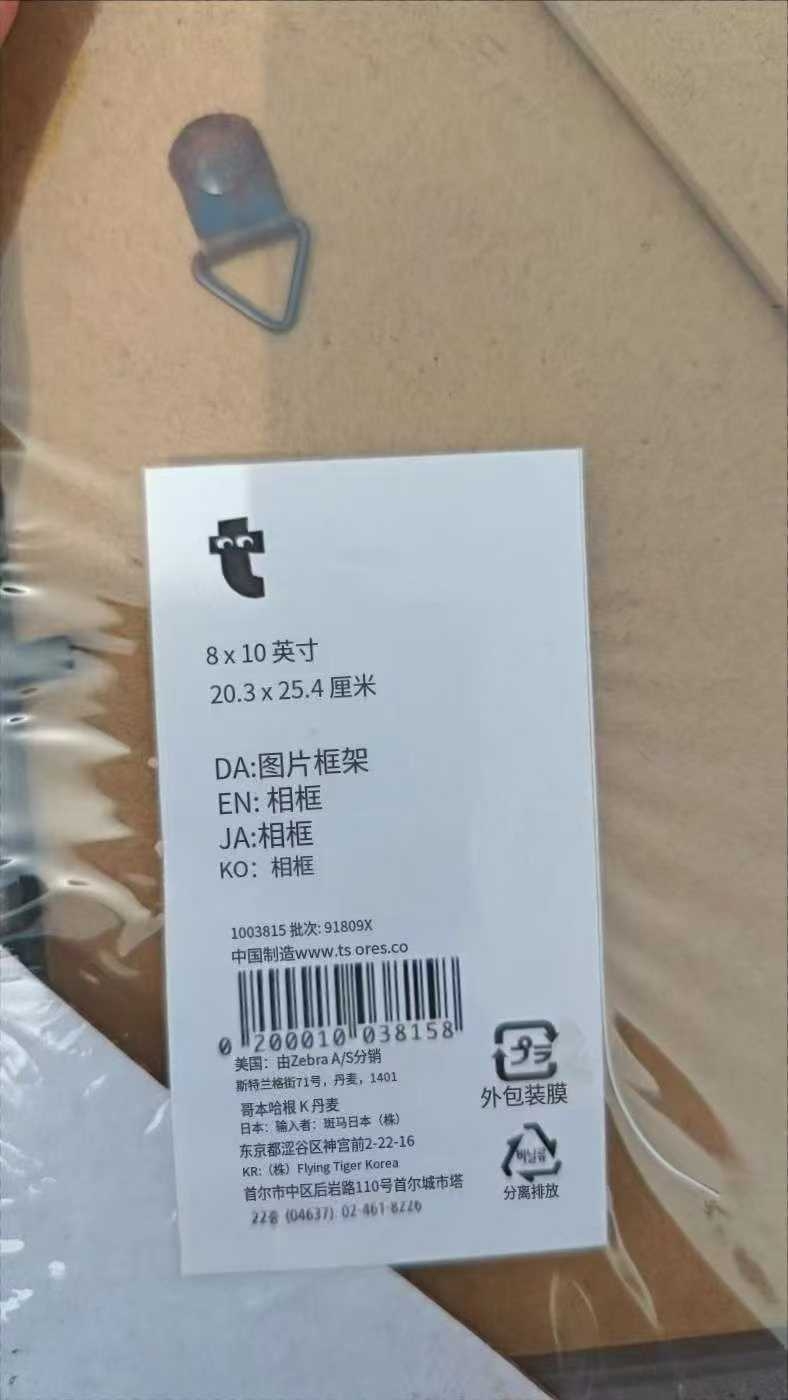 8 x 10 英寸
20.3 x 25.4 厘米
DA:图片框架
EN: 相框
JA:相框
KO：相框
1003815 批次: 91809X
中国制造www.ts ores.co
0 200010 038158
美国：由Zebra A/S分销
斯特兰格街71号，丹麦，1401
哥本哈根 K 丹麦
日本：输入者：斑马日本（株）
东京都涩谷区神宫前2-22-16
KR:（株）Flying Tiger Korea
首尔市中区后岩路110号首尔城市塔
22층 (04637) 02-461-8226
プラ
外包装膜
비닐류
分离排放